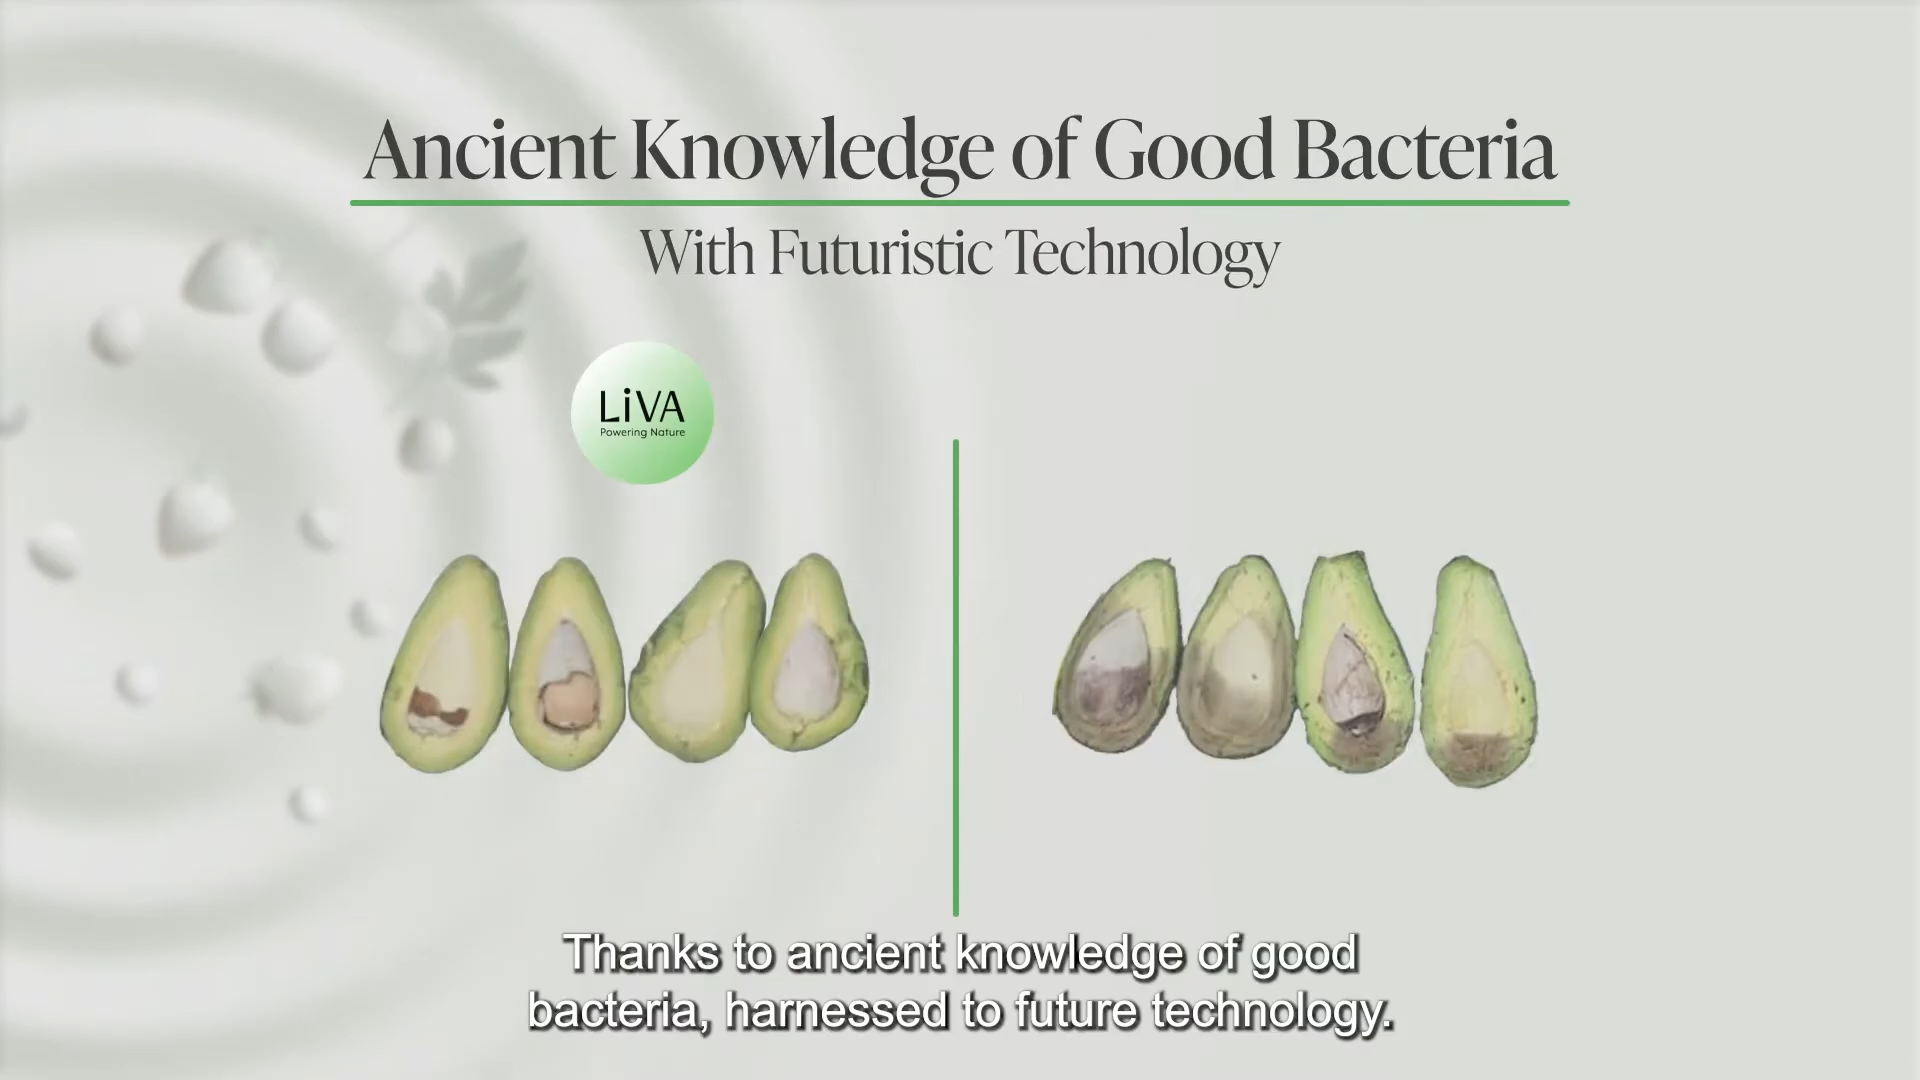 Ancient Knowledge of Good Bacteria
With Futuristic Technology
LiVA
Powering Nature
Thanks to ancient knowledge of good
bacteria, harnessed to future technology.